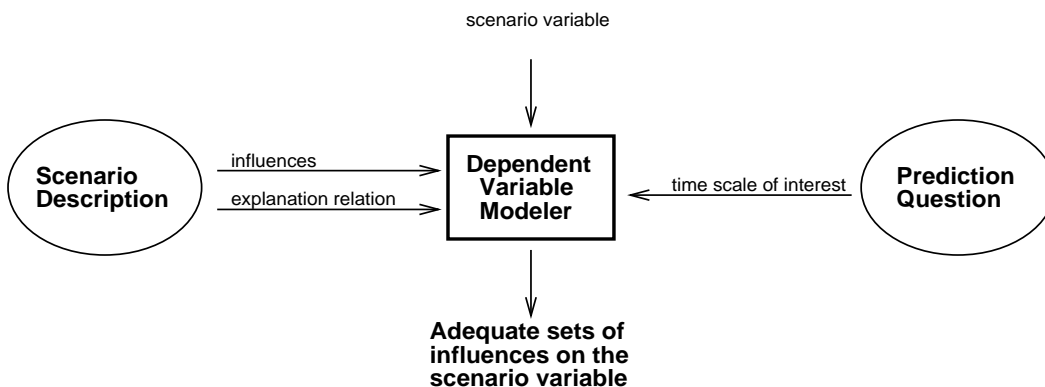 scenario variable
Scenario
Description
influences
explanation relation
Dependent
Variable
Modeler
time scale of interest
Prediction
Question
Adequate sets of
influences on the
scenario variable